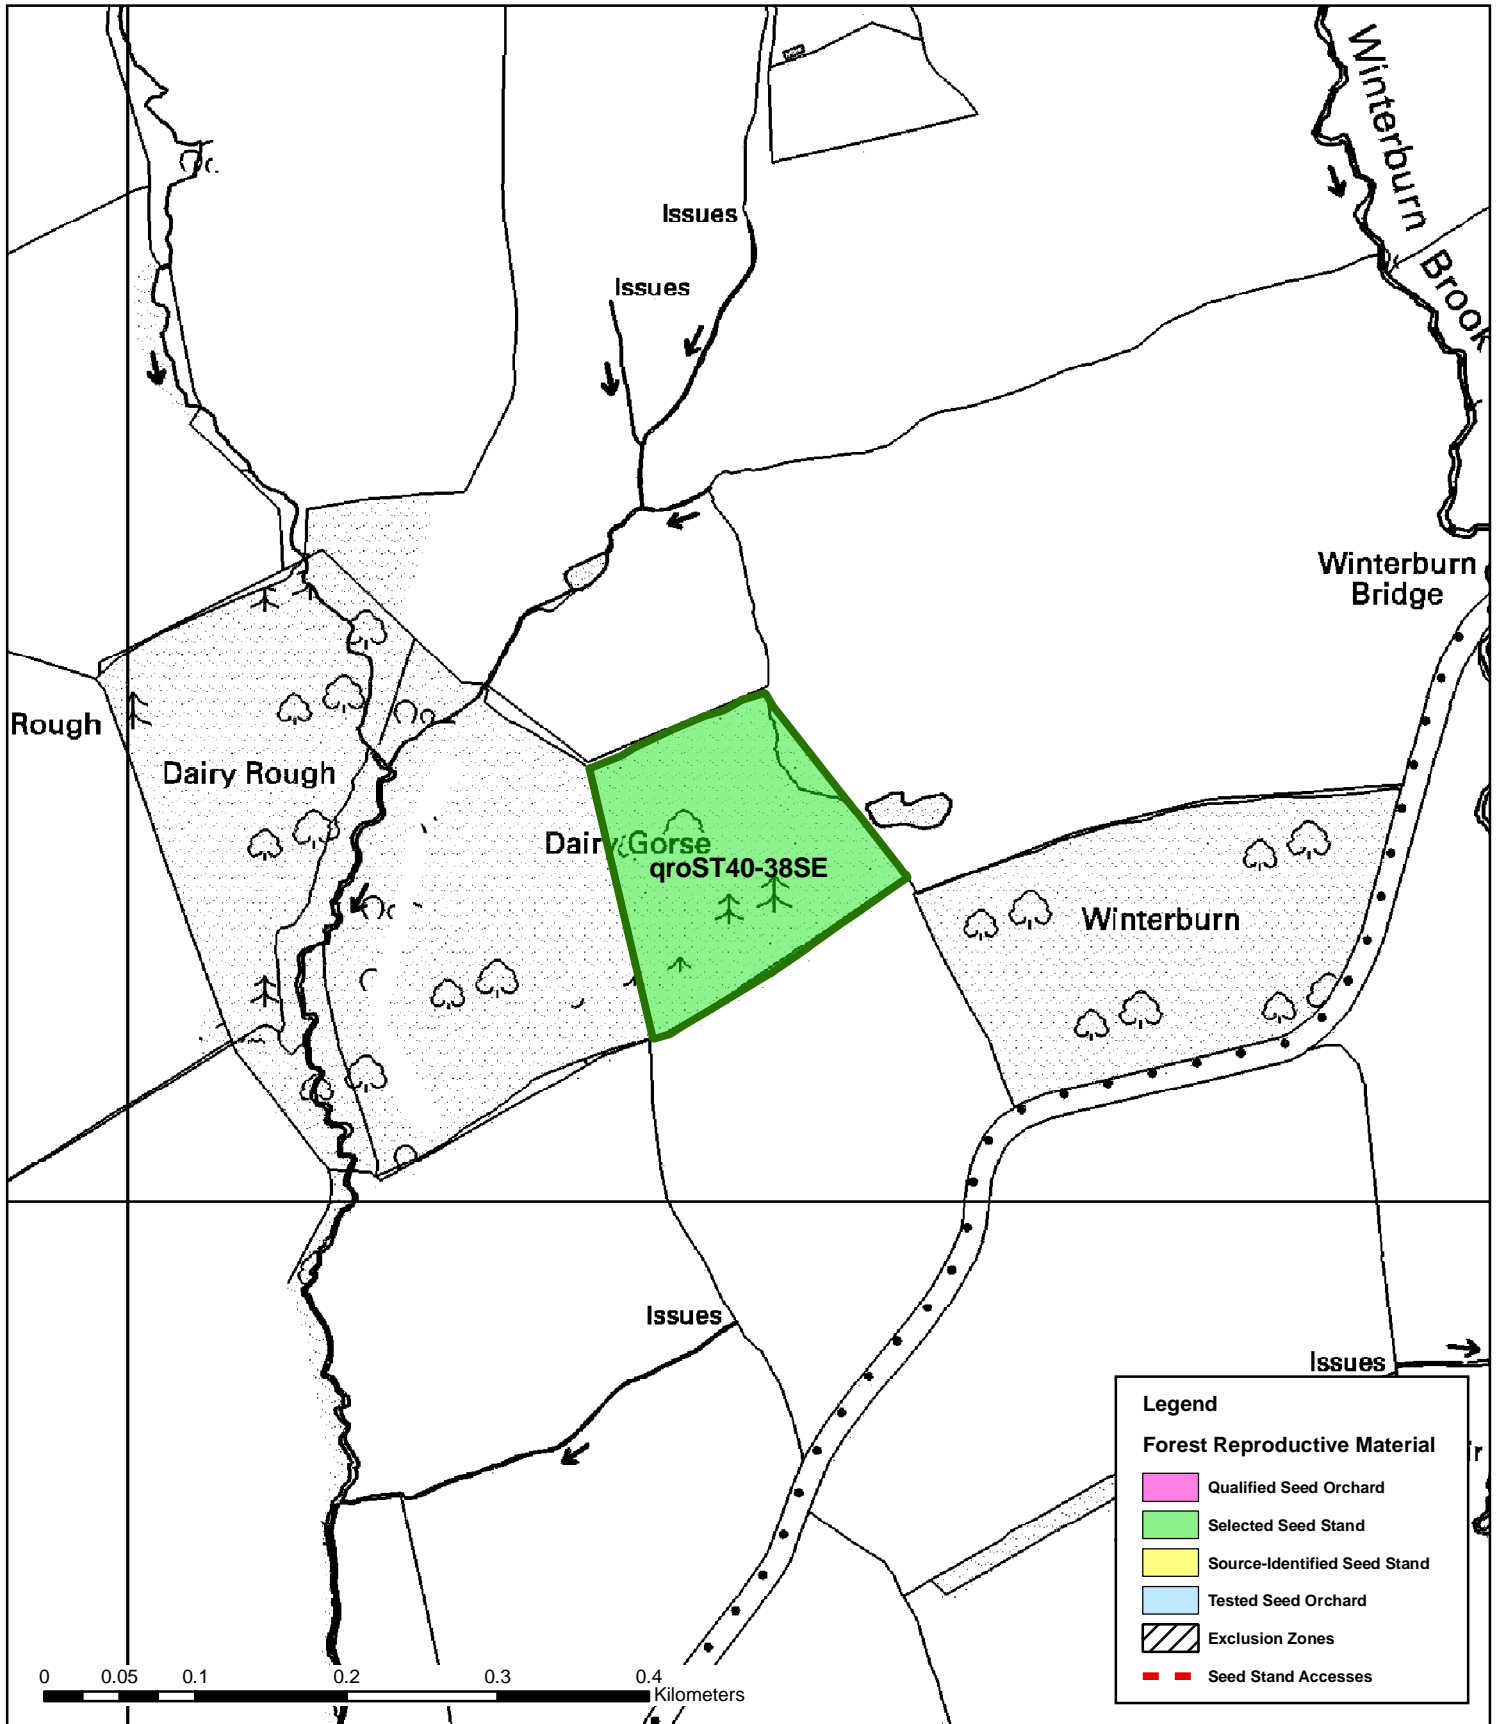 Winterburn
Brook
Issues
Issues
Winterburn
Bridge
Rough
Dairy Rough
Dairy Gorse
qroST40-38SE
Winterburn
Issues
Issues
Legend
Forest Reproductive Material
Qualified Seed Orchard
Selected Seed Stand
Source-Identified Seed Stand
Tested Seed Orchard
Exclusion Zones
Seed Stand Accesses
0 0.05 0.1 0.2 0.3 0.4
Kilometers